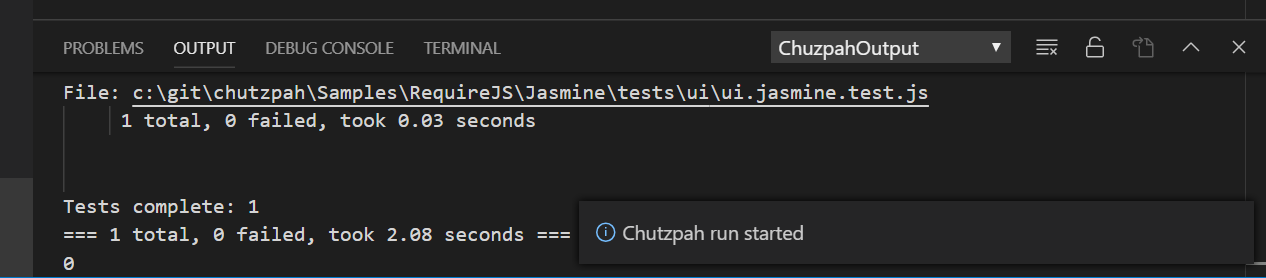 PROBLEMS OUTPUT DEBUG CONSOLE TERMINAL ChuzpahOutput
File: c:\git\chutzpah\Samples\RequireJS\Jasmine\tests\ui\ui.jasmine.test.js
1 total, 0 failed, took 0.03 seconds
Tests complete: 1
=== 1 total, 0 failed, took 2.08 seconds ===
Chutzpah run started
0